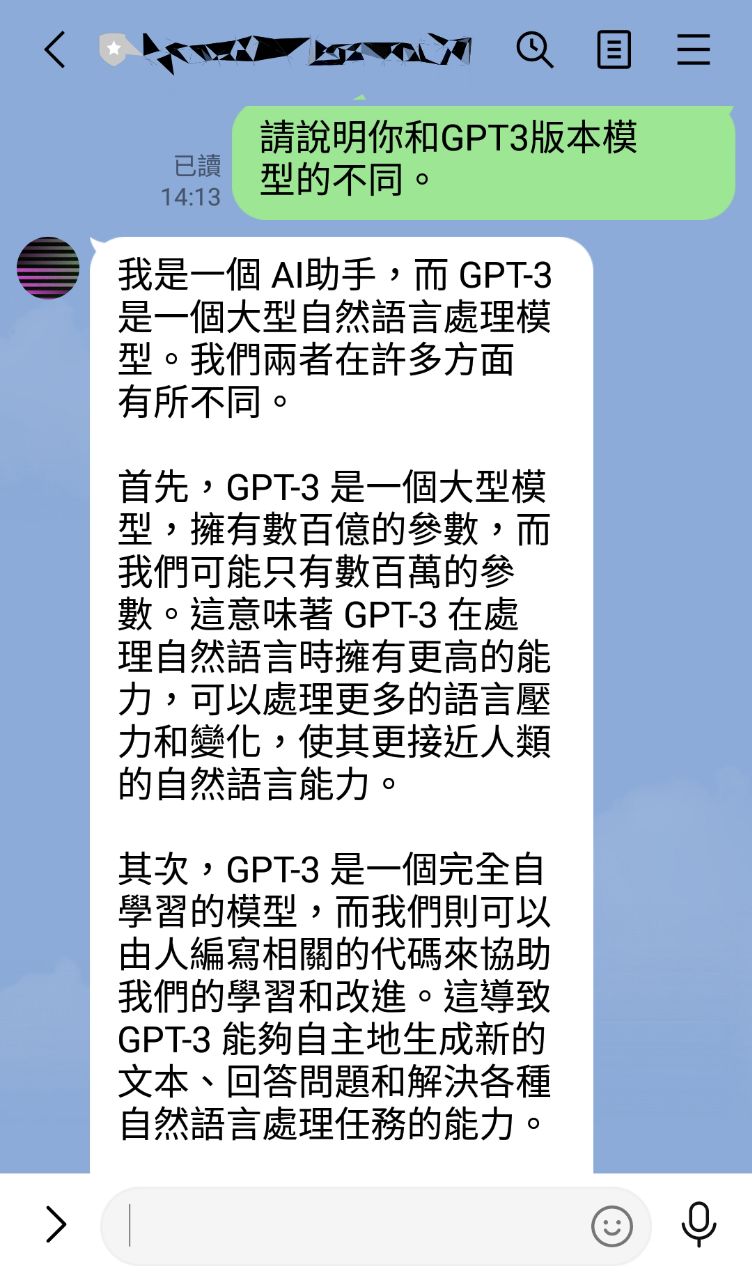 請說明你和GPT3版本模
型的不同。
已讀
14:13
我是一個 AI助手，而 GPT-3
是一個大型自然語言處理模
型。我們兩者在許多方面
有所不同。
首先，GPT-3 是一個大型模
型，擁有數百億的參數，而
我們可能只有數百萬的參
數。這意味著 GPT-3 在處
理自然語言時擁有更高的能
力，可以處理更多的語言壓
力和變化，使其更接近人類
的自然語言能力。
其次，GPT-3 是一個完全自
學習的模型，而我們則可以
由人編寫相關的代碼來協助
我們的學習和改進。這導致
GPT-3 能夠自主地生成新的
文本、回答問題和解決各種
自然語言處理任務的能力。